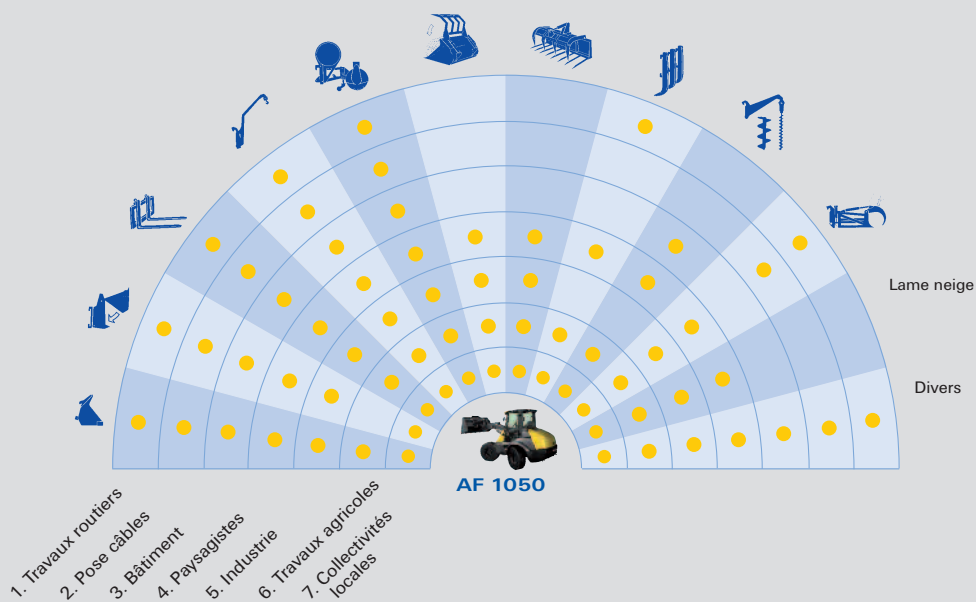 Lame neige
Divers
AF 1050
1. Travaux routiers
2. Pose câbles
3. Bâtiment
4. Paysagistes
5. Industrie
6. Travaux agricoles
7. Collectivités
locales